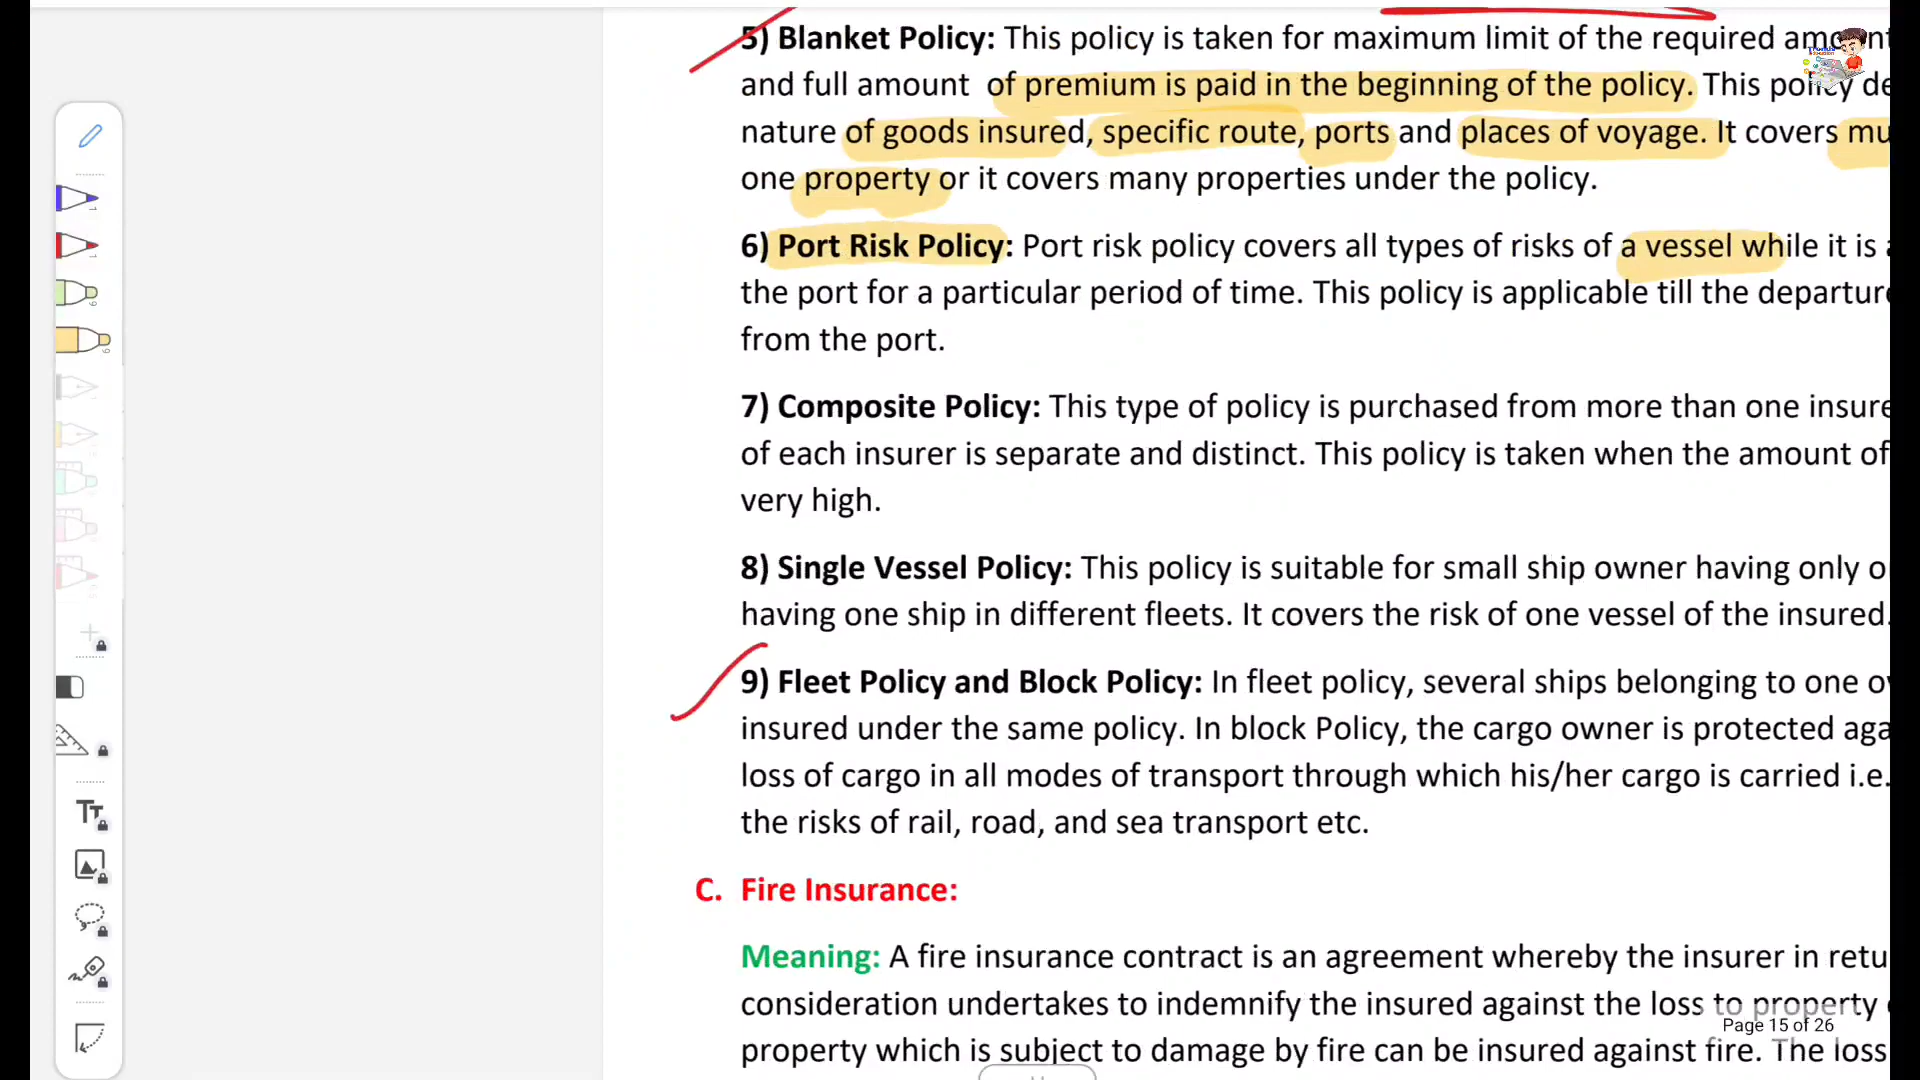 5) Blanket Policy: This policy is taken for maximum limit of the required amount
and full amount of premium is paid in the beginning of the policy. This policy
nature of goods insured, specific route, ports and places of voyage. It covers
one property or it covers many properties under the policy.
6) Port Risk Policy: Port risk policy covers all types of risks of a vessel while it is
the port for a particular period of time. This policy is applicable till the departure
from the port.
7) Composite Policy: This type of policy is purchased from more than one
of each insurer is separate and distinct. This policy is taken when the amount of
very high.
8) Single Vessel Policy: This policy is suitable for small ship owner having only
having one ship in different fleets. It covers the risk of one vessel of the insured.
9) Fleet Policy and Block Policy: In fleet policy, several ships belonging to one
insured under the same policy. In block Policy, the cargo owner is protected
loss of cargo in all modes of transport through which his/her cargo is carried i.e.
the risks of rail, road, and sea transport etc.
C. Fire Insurance:
Meaning: A fire insurance contract is an agreement whereby the insurer in
consideration undertakes to indemnify the insured against the loss to property
Page 15 of 26
property which is subject to damage by fire can be insured against fire. The loss